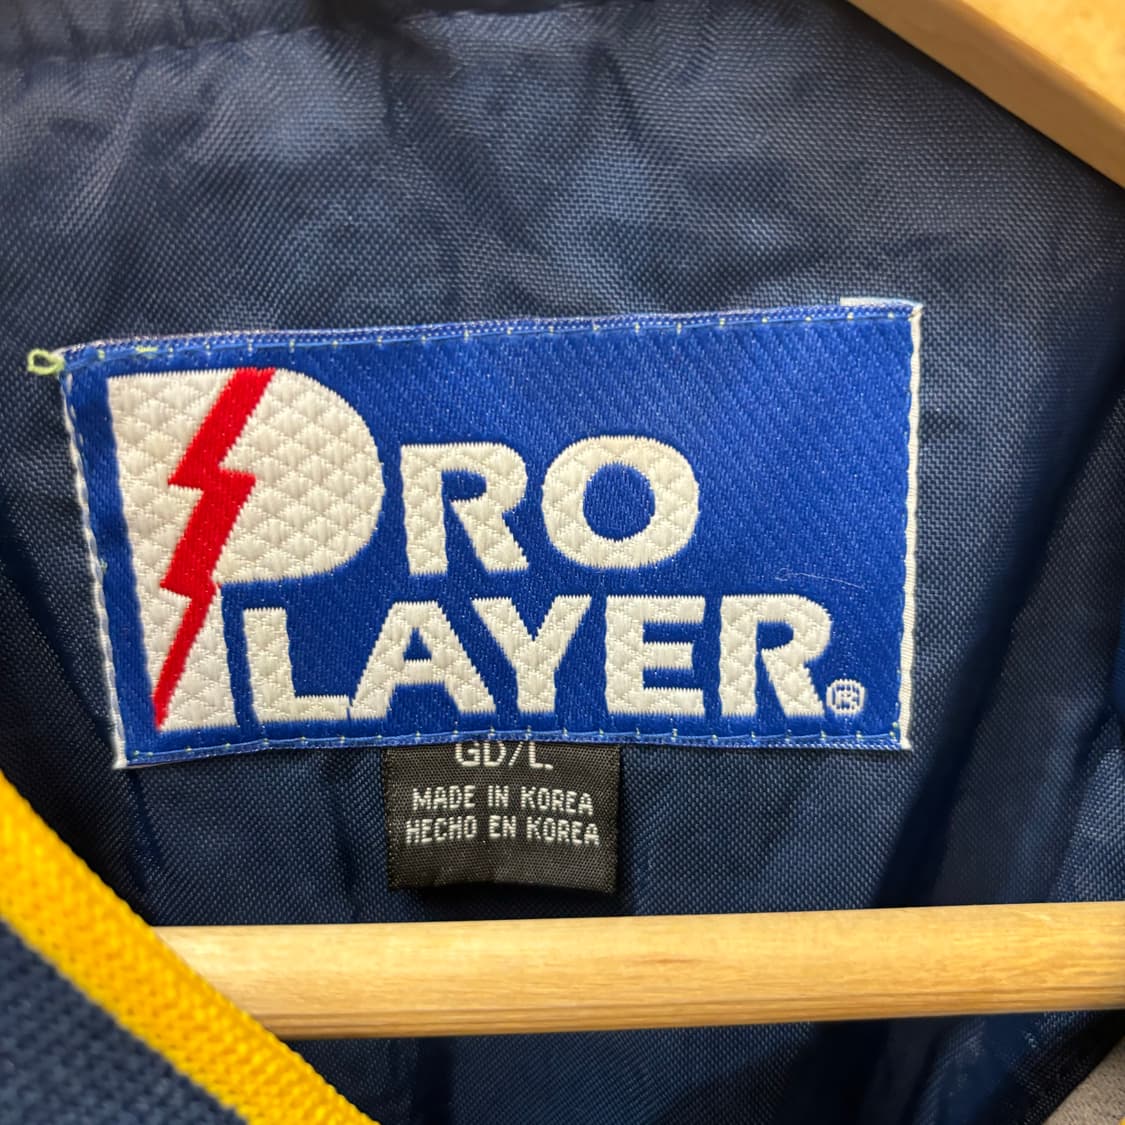 PRO
PLAYER®
GD/L
MADE IN KOREA
HECHO EN KOREA